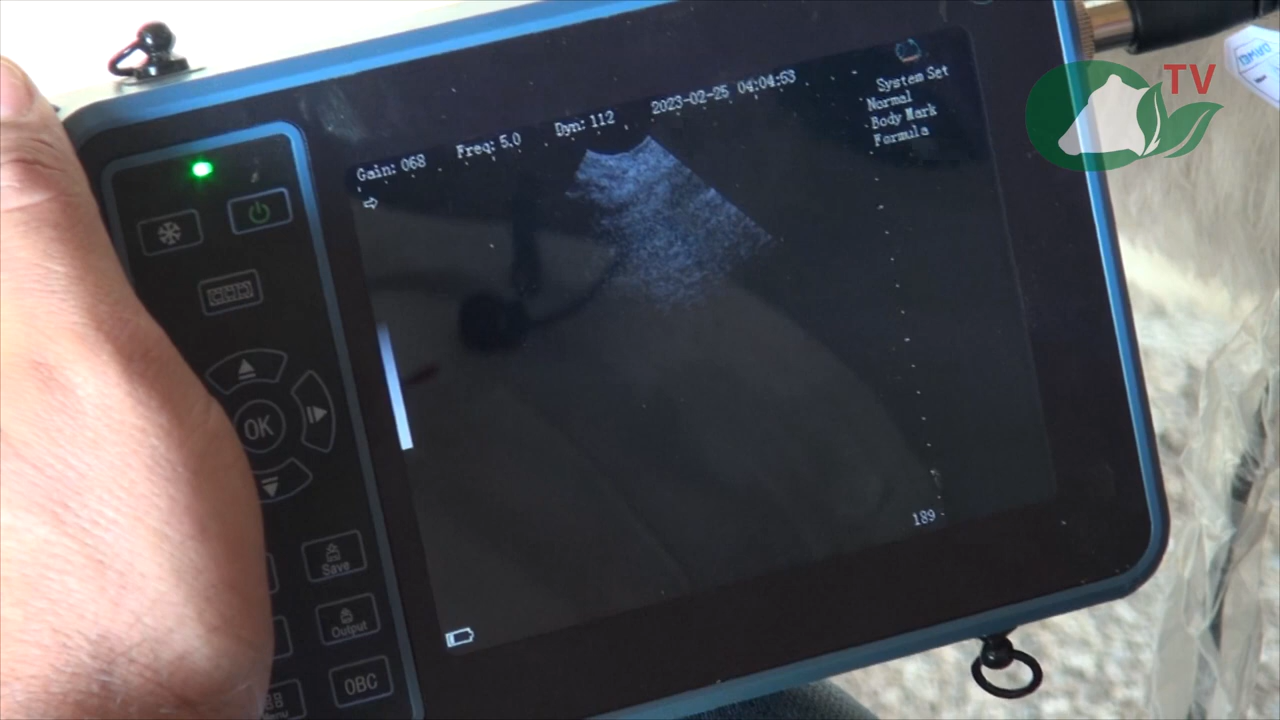 TV
Gain: 068 Freq: 5.0 Dyn: 112 2023-02-25 04:04:53
System Set
Normal
Body Mark
Formula
OK
Save
Output
OBC
189